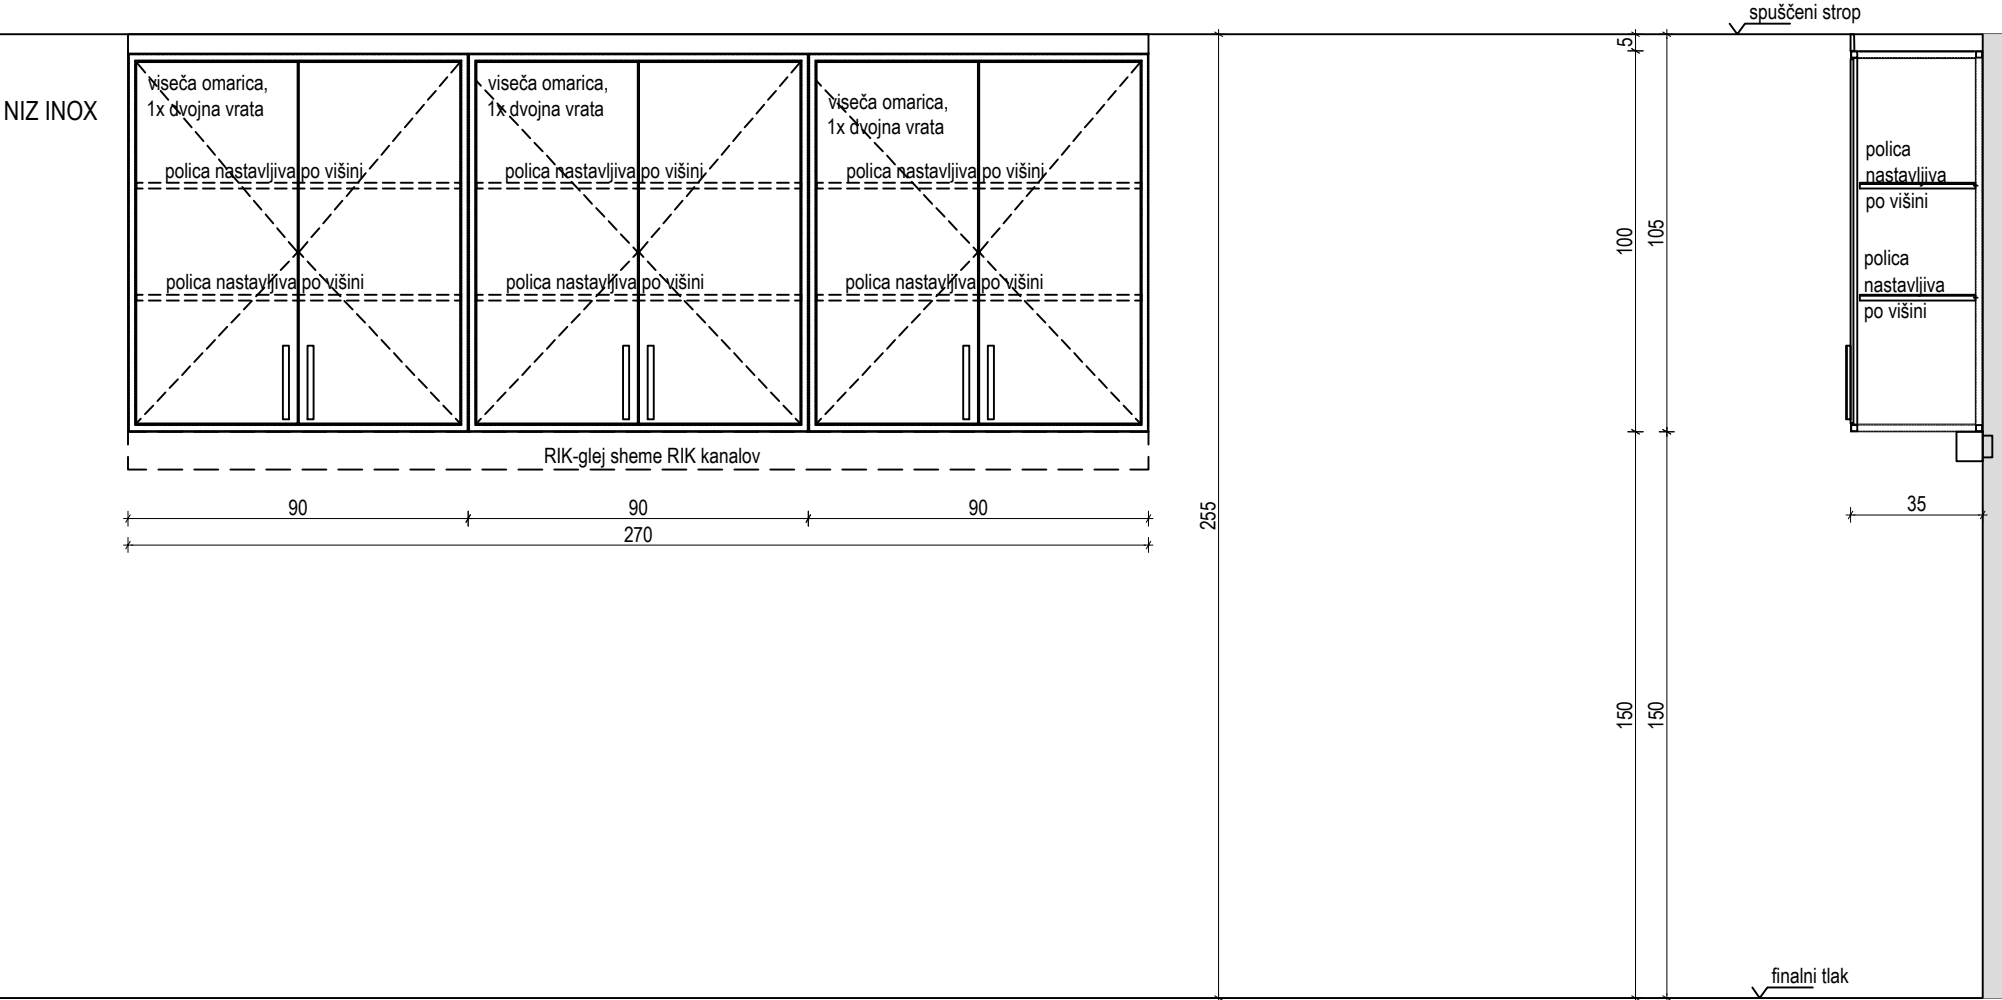 spuščeni strop
NIZ INOX
viseča omarica,
1x dvojna vrata
viseča omarica,
1x dvojna vrata
viseča omarica,
1x dvojna vrata
polica nastavljiva po višini
polica nastavljiva po višini
polica nastavljiva po višini
polica nastavljiva po višini
polica nastavljiva po višini
polica nastavljiva po višini
RIK-glej sheme RIK kanalov
90
90
90
270
255
5
100
105
150
150
polica
nastavljiva
po višini
polica
nastavljiva
po višini
35
finalni tlak